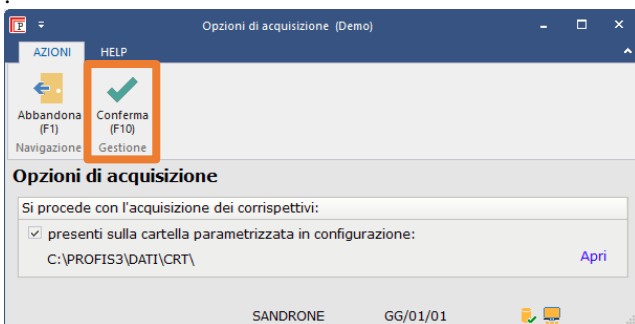 .
Opzioni di acquisizione (Demo)
AZIONI HELP
Abbandona (F1)
Conferma (F10)
Navigazione Gestione
Opzioni di acquisizione
Si procede con l'acquisizione dei corrispettivi:
presenti sulla cartella parametrizzata in configurazione:
C:\PROFIS3\DATI\CRT\ Apri
SANDRONE GG/01/01